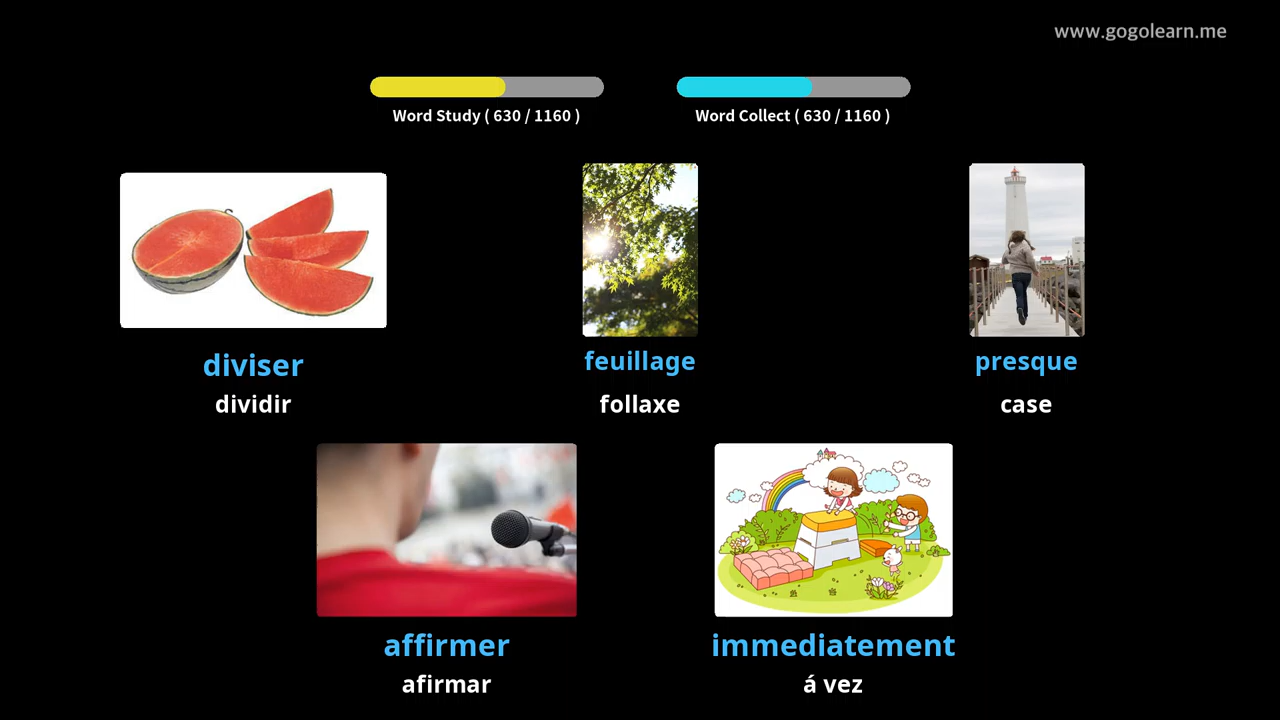 www.gogolearn.me
Word Study ( 630 / 1160 )
Word Collect ( 630 / 1160 )
diviser
dividir
feuillage
follaxe
presque
case
affirmer
afirmar
immediatement
á vez